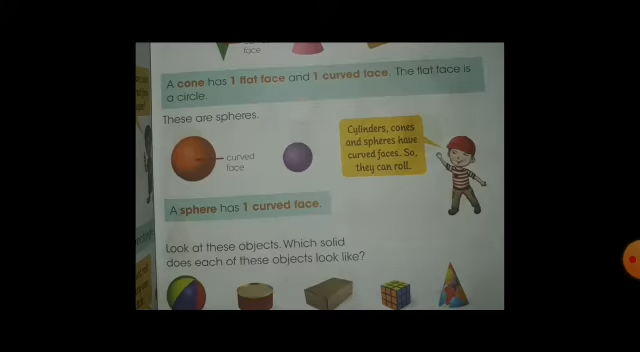 face
A cone has 1 flat face and 1 curved face. The flat face is
a circle.
These are spheres.
curved
face
Cylinders, cones
and spheres have
curved faces. So,
they can roll.
A sphere has 1 curved face.
Look at these objects. Which solid
does each of these objects look like?